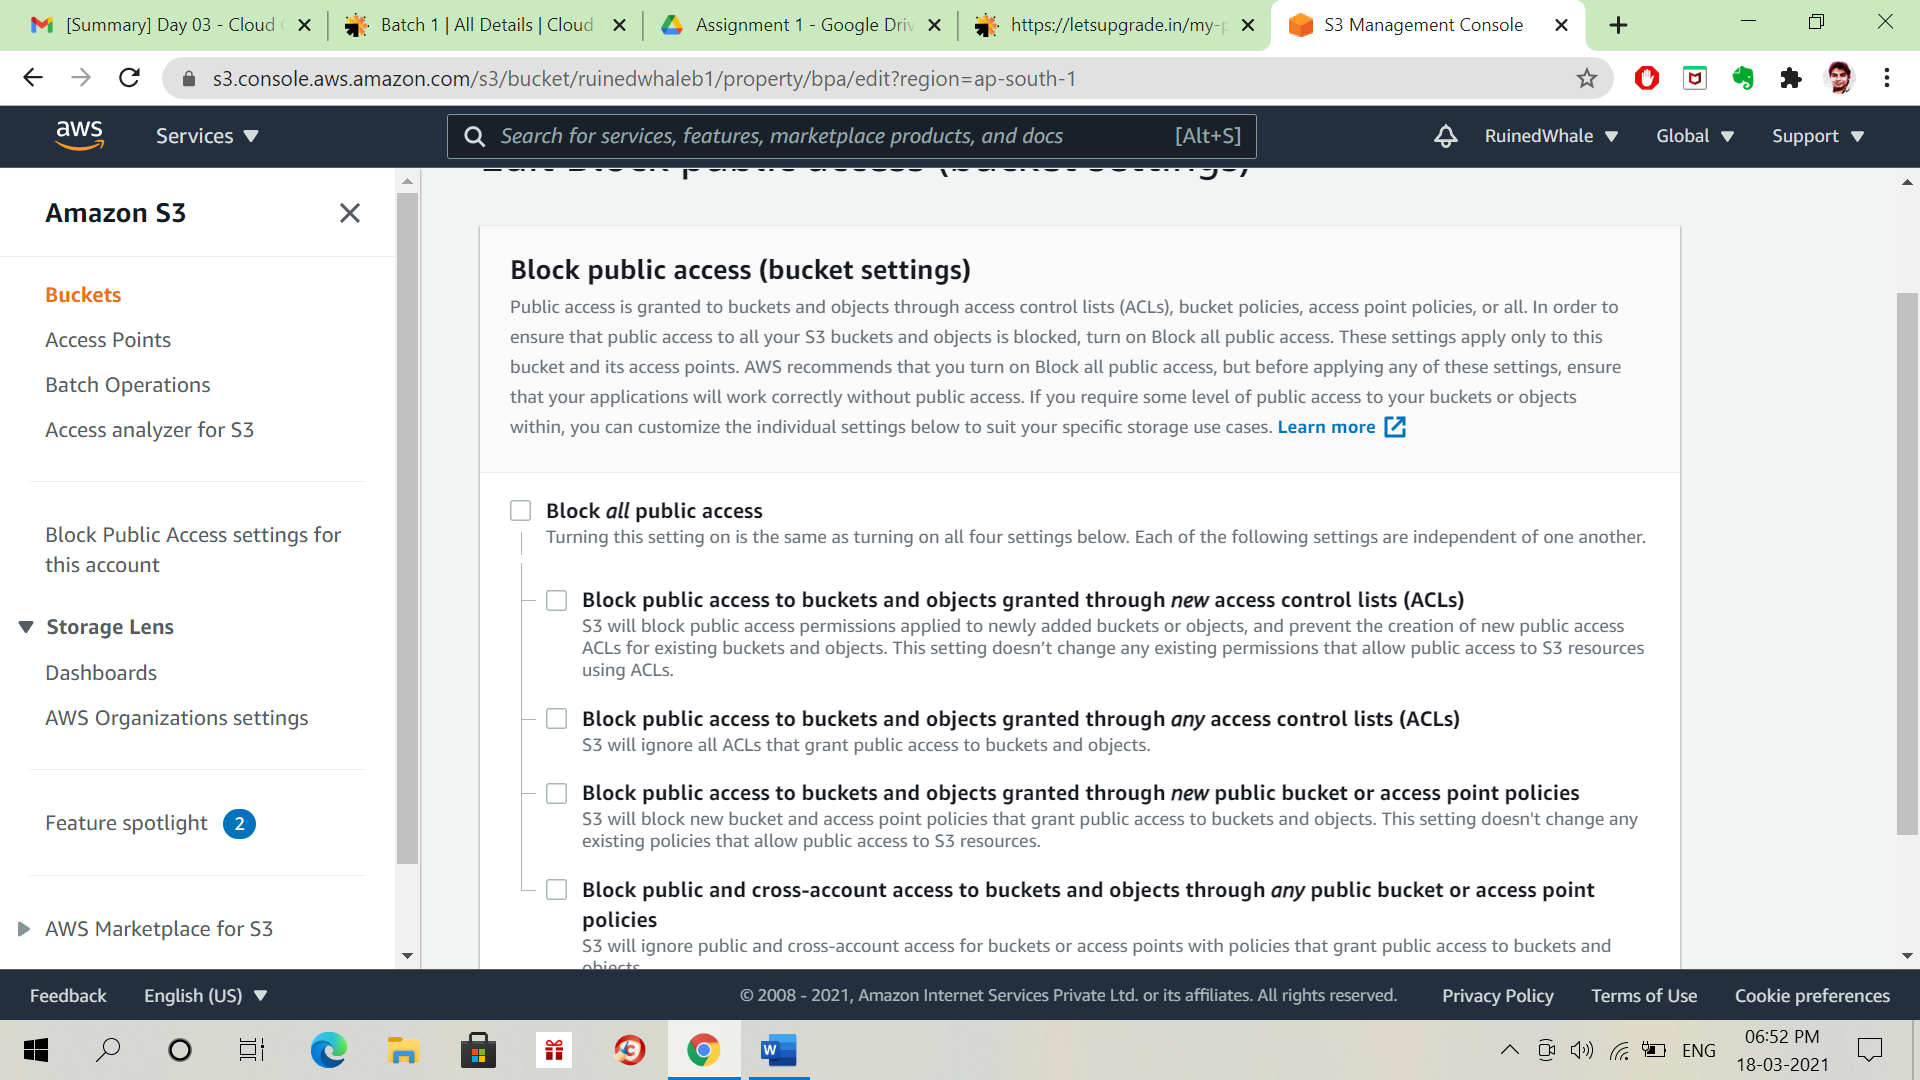 [Summary] Day 03 - Cloud
Batch 1 | All Details | Cloud
Assignment 1 - Google Driv
https://letsupgrade.in/my-p
S3 Management Console
s3.console.aws.amazon.com/s3/bucket/ruinedwhaleb1/property/bpa/edit?region=ap-south-1
aws
Services
Search for services, features, marketplace products, and docs [Alt+S]
RuinedWhale
Global
Support
Amazon S3
Buckets
Access Points
Batch Operations
Access analyzer for S3
Block Public Access settings for
this account
Storage Lens
Dashboards
AWS Organizations settings
Feature spotlight 2
AWS Marketplace for S3
Edit Block public access (bucket settings)
Block public access (bucket settings)
Public access is granted to buckets and objects through access control lists (ACLs), bucket policies, access point policies, or all. In order to
ensure that public access to all your S3 buckets and objects is blocked, turn on Block all public access. These settings apply only to this
bucket and its access points. AWS recommends that you turn on Block all public access, but before applying any of these settings, ensure
that your applications will work correctly without public access. If you require some level of public access to your buckets or objects
within, you can customize the individual settings below to suit your specific storage use cases. Learn more
Block all public access
Turning this setting on is the same as turning on all four settings below. Each of the following settings are independent of one another.
Block public access to buckets and objects granted through new access control lists (ACLs)
S3 will block public access permissions applied to newly added buckets or objects, and prevent the creation of new public access
ACLs for existing buckets and objects. This setting doesn’t change any existing permissions that allow public access to S3 resources
using ACLs.
Block public access to buckets and objects granted through any access control lists (ACLs)
S3 will ignore all ACLs that grant public access to buckets and objects.
Block public access to buckets and objects granted through new public bucket or access point policies
S3 will block new bucket and access point policies that grant public access to buckets and objects. This setting doesn't change any
existing policies that allow public access to S3 resources.
Block public and cross-account access to buckets and objects through any public bucket or access point
policies
S3 will ignore public and cross-account access for buckets or access points with policies that grant public access to buckets and
objects.
Feedback
English (US)
© 2008 - 2021, Amazon Internet Services Private Ltd. or its affiliates. All rights reserved.
Privacy Policy
Terms of Use
Cookie preferences
ENG
06:52 PM
18-03-2021